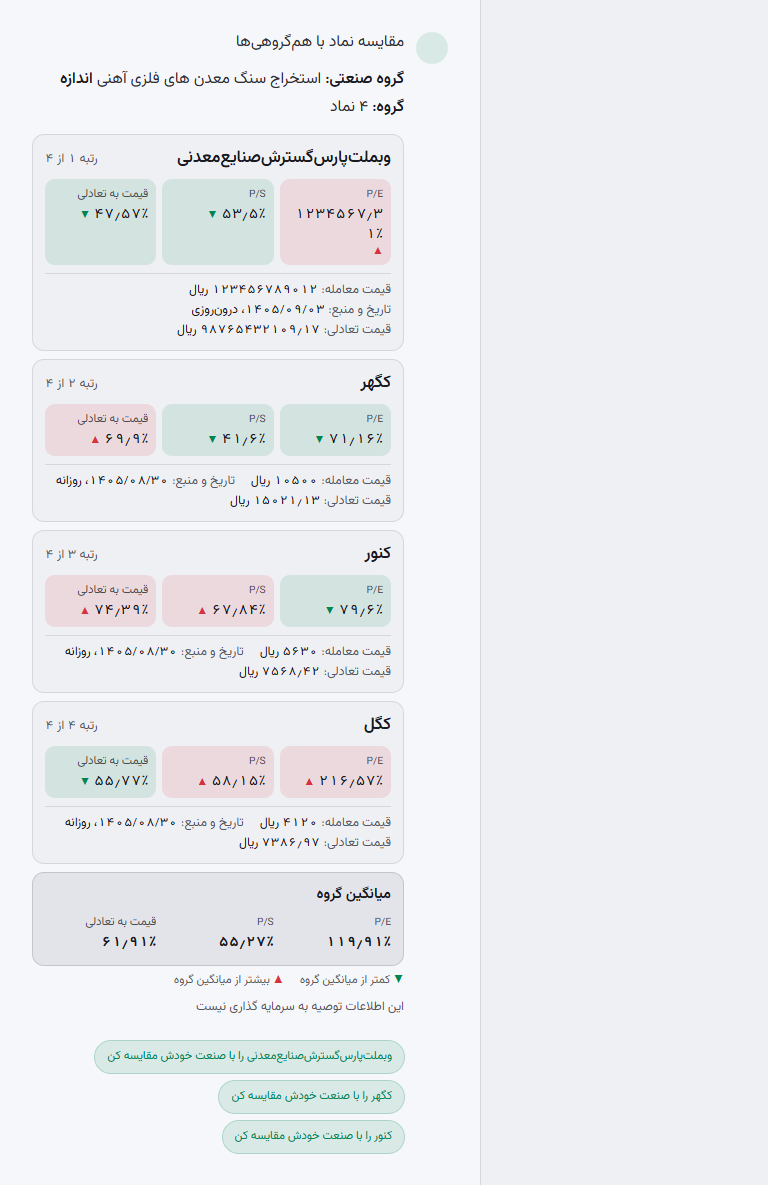 مقایسه نماد با هم‌گروهی‌ها
گروه صنعتی: استخراج سنگ معدن های فلزی آهنی اندازه
گروه: ۴ نماد
وبملت‌پارس‌گسترش‌صنایع‌معدنی
رتبه ۱ از ۴
P/E
P/S
قیمت به تعادلی
۱۲۳۴۵۶۷٫۳
۱٪
▲
۵۳٫۵٪ ▼
۴۷٫۵۷٪ ▼
قیمت معامله: ۱۲۳۴۵۶۷۸۹۰۱۲ ریال
تاریخ و منبع: ۱۴۰۵/۰۹/۰۳، درون‌روزی
قیمت تعادلی: ۹۸۷۶۵۴۳۲۱۰۹٫۱۷ ریال
کگهر
رتبه ۲ از ۴
P/E
P/S
قیمت به تعادلی
۷۱٫۱۶٪ ▼
۴۱٫۶٪ ▼
۶۹٫۹٪ ▲
قیمت معامله: ۱۰۵۰۰ ریال تاریخ و منبع: ۱۴۰۵/۰۸/۳۰، روزانه
قیمت تعادلی: ۱۵۰۲۱٫۱۳ ریال
کنور
رتبه ۳ از ۴
P/E
P/S
قیمت به تعادلی
۷۹٫۶٪ ▼
۶۷٫۸۴٪ ▲
۷۴٫۳۹٪ ▲
قیمت معامله: ۵۶۳۰ ریال تاریخ و منبع: ۱۴۰۵/۰۸/۳۰، روزانه
قیمت تعادلی: ۷۵۶۸٫۴۲ ریال
کگل
رتبه ۴ از ۴
P/E
P/S
قیمت به تعادلی
۲۱۶٫۵۷٪ ▲
۵۸٫۱۵٪ ▲
۵۵٫۷۷٪ ▼
قیمت معامله: ۴۱۲۰ ریال تاریخ و منبع: ۱۴۰۵/۰۸/۳۰، روزانه
قیمت تعادلی: ۷۳۸۶٫۹۷ ریال
میانگین گروه
P/E
P/S
قیمت به تعادلی
۱۱۹٫۹۱٪
۵۵٫۲۷٪
۶۱٫۹۱٪
▼ کمتر از میانگین گروه ▲ بیشتر از میانگین گروه
این اطلاعات توصیه به سرمایه گذاری نیست
وبملت‌پارس‌گسترش‌صنایع‌معدنی را با صنعت خودش مقایسه کن
کگهر را با صنعت خودش مقایسه کن
کنور را با صنعت خودش مقایسه کن